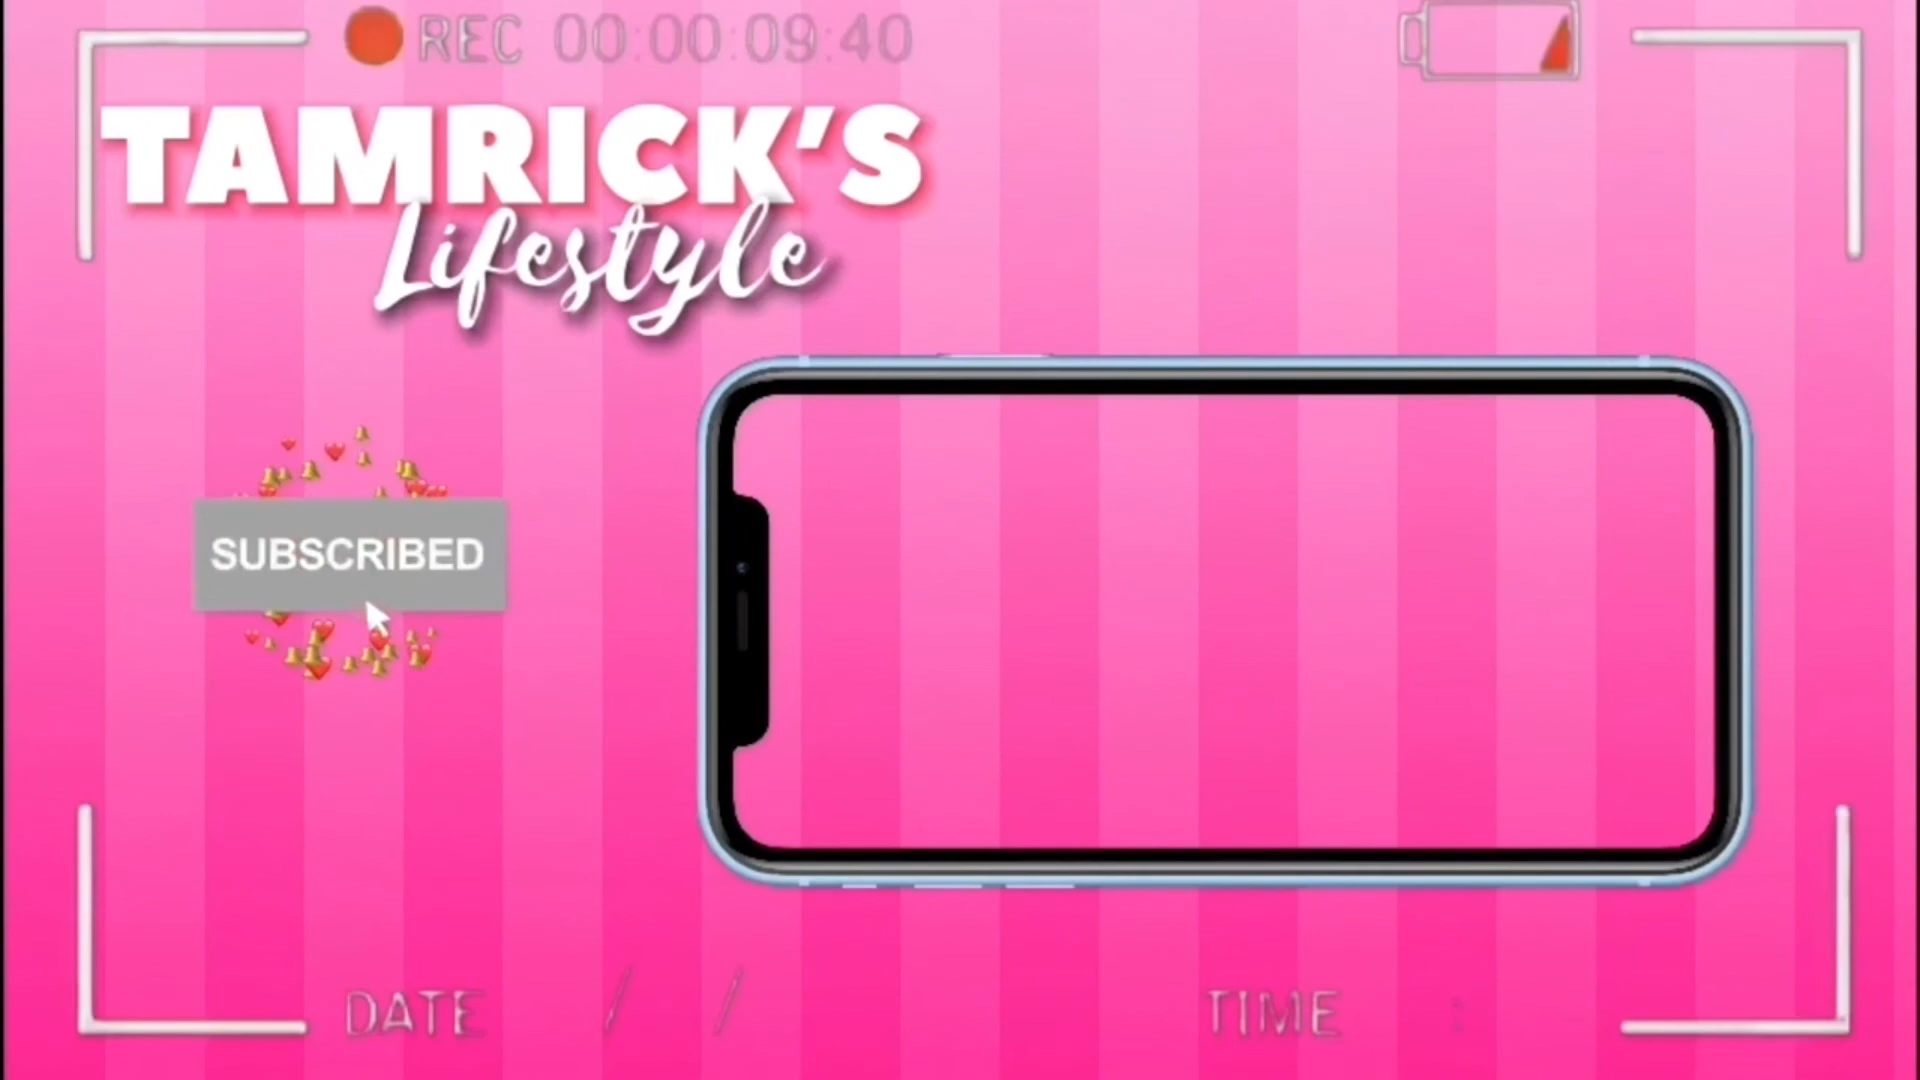 REC 00:00:09:40
TAMRICK'S
Lifestyle
SUBSCRIBED
DATE / /
TIME :